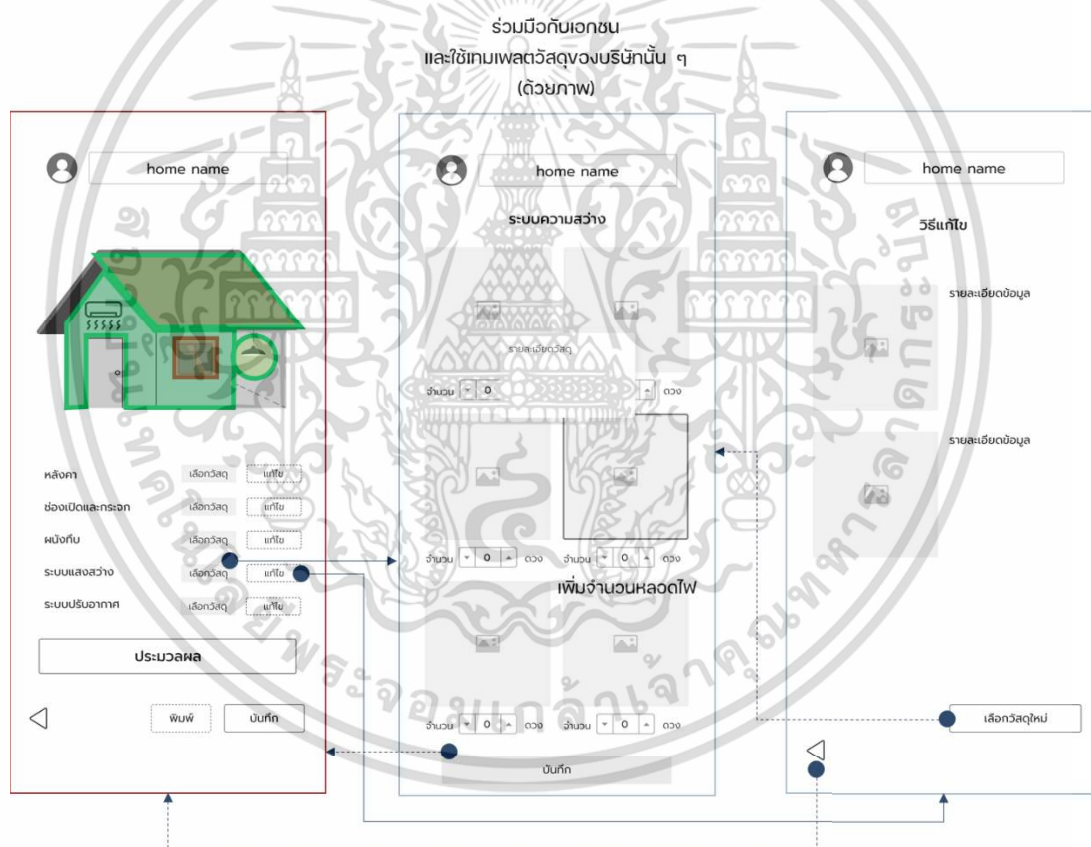 ร่วมมือกับเอกชน
และใช้เทมเพลตวัสดุของบริษัทนั้น ๆ
(ด้วยภาพ)
home name
หลังคา เลือกวัสดุ แก้ไข
ช่องเปิดและกระจก เลือกวัสดุ แก้ไข
ผนังทึบ เลือกวัสดุ แก้ไข
ระบบแสงสว่าง เลือกวัสดุ แก้ไข
ระบบปรับอากาศ เลือกวัสดุ แก้ไข
ประมวลผล
พิมพ์ บันทึก
home name
ระบบความสว่าง
รายละเอียดวัสดุ
จำนวน 0 ดวง
จำนวน 0 ดวง จำนวน 0 ดวง
เพิ่มจำนวนหลอดไฟ
จำนวน 0 ดวง จำนวน 0 ดวง
บันทึก
home name
วิธีแก้ไข
รายละเอียดข้อมูล
รายละเอียดข้อมูล
เลือกวัสดุใหม่